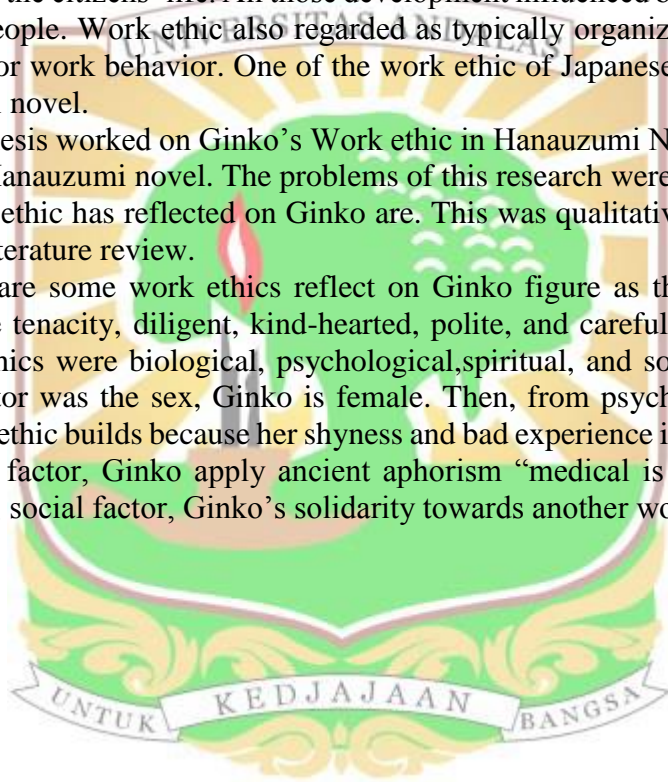 the citizens' life. All those development influenced o
eople. Work ethic also regarded as typically organiz
or work behavior. One of the work ethic of Japanese
novel.
UNIVERSITAS ANDALAS
esis worked on Ginko's Work ethic in Hanauzumi N
Hanauzumi novel. The problems of this research were
ethic has reflected on Ginko are. This was qualitativ
terature review.
are some work ethics reflect on Ginko figure as th
e tenacity, diligent, kind-hearted, polite, and careful
nics were biological, psychological,spiritual, and so
tor was the sex, Ginko is female. Then, from psych
ethic builds because her shyness and bad experience i
factor, Ginko apply ancient aphorism “medical is
social factor, Ginko's solidarity towards another wo
UNTUK KEDJAJAAN BANGSA